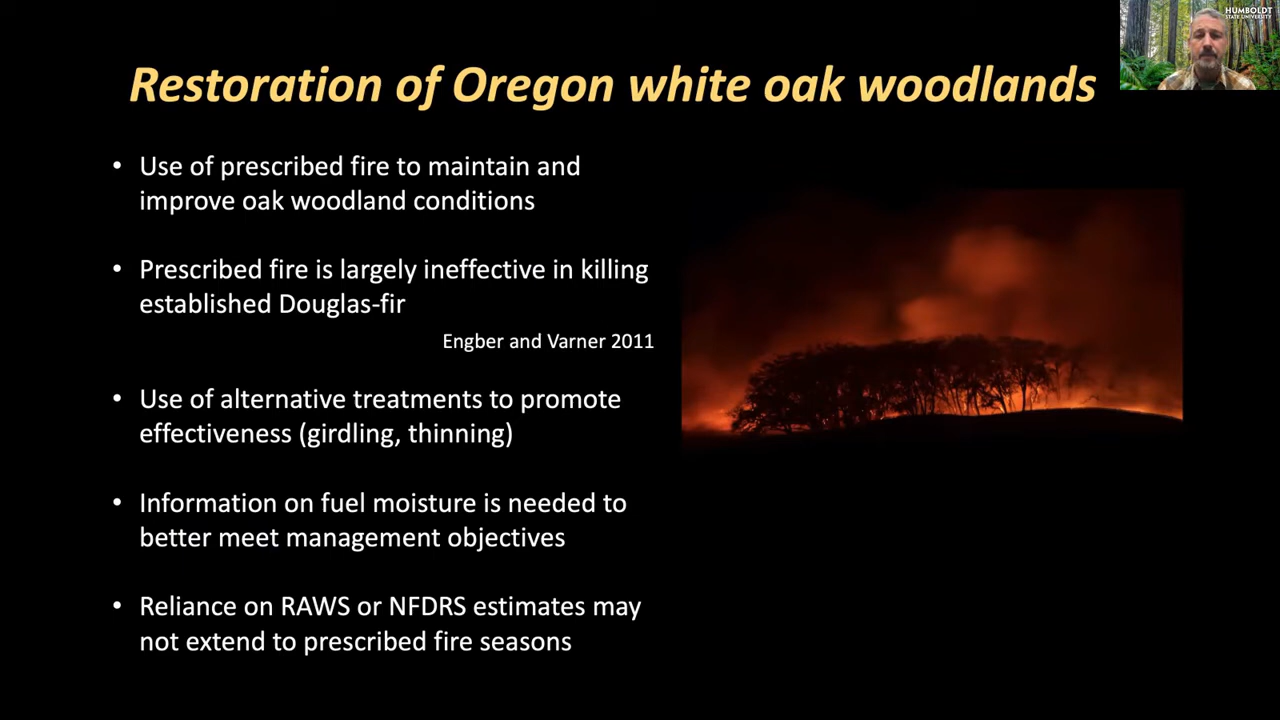 HUMBOLDT
STATE UNIVERSITY
Restoration of Oregon white oak woodlands
• Use of prescribed fire to maintain and
improve oak woodland conditions
• Prescribed fire is largely ineffective in killing
established Douglas-fir
Engber and Varner 2011
• Use of alternative treatments to promote
effectiveness (girdling, thinning)
• Information on fuel moisture is needed to
better meet management objectives
• Reliance on RAWS or NFDRS estimates may
not extend to prescribed fire seasons